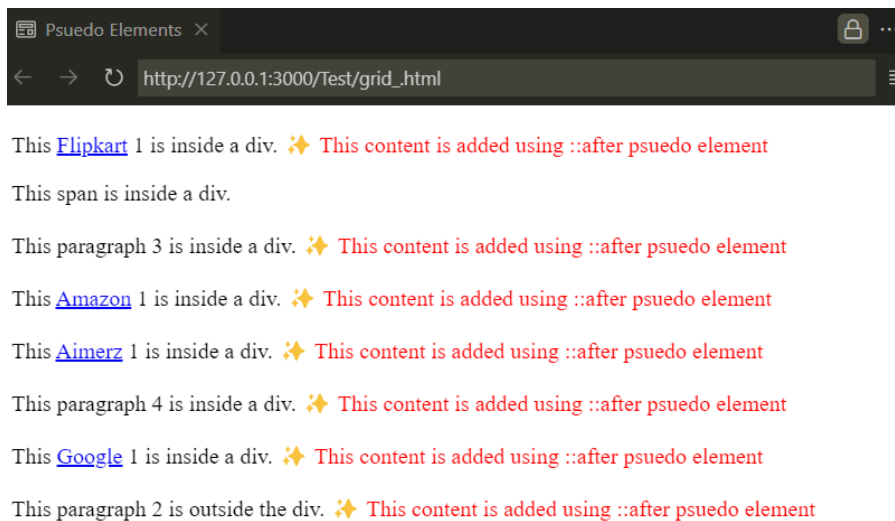 Psuedo Elements
http://127.0.0.1:3000/Test/grid_.html
This Flipkart 1 is inside a div. ✨ This content is added using ::after psuedo element
This span is inside a div.
This paragraph 3 is inside a div. ✨ This content is added using ::after psuedo element
This Amazon 1 is inside a div. ✨ This content is added using ::after psuedo element
This Aimerz 1 is inside a div. ✨ This content is added using ::after psuedo element
This paragraph 4 is inside a div. ✨ This content is added using ::after psuedo element
This Google 1 is inside a div. ✨ This content is added using ::after psuedo element
This paragraph 2 is outside the div. ✨ This content is added using ::after psuedo element